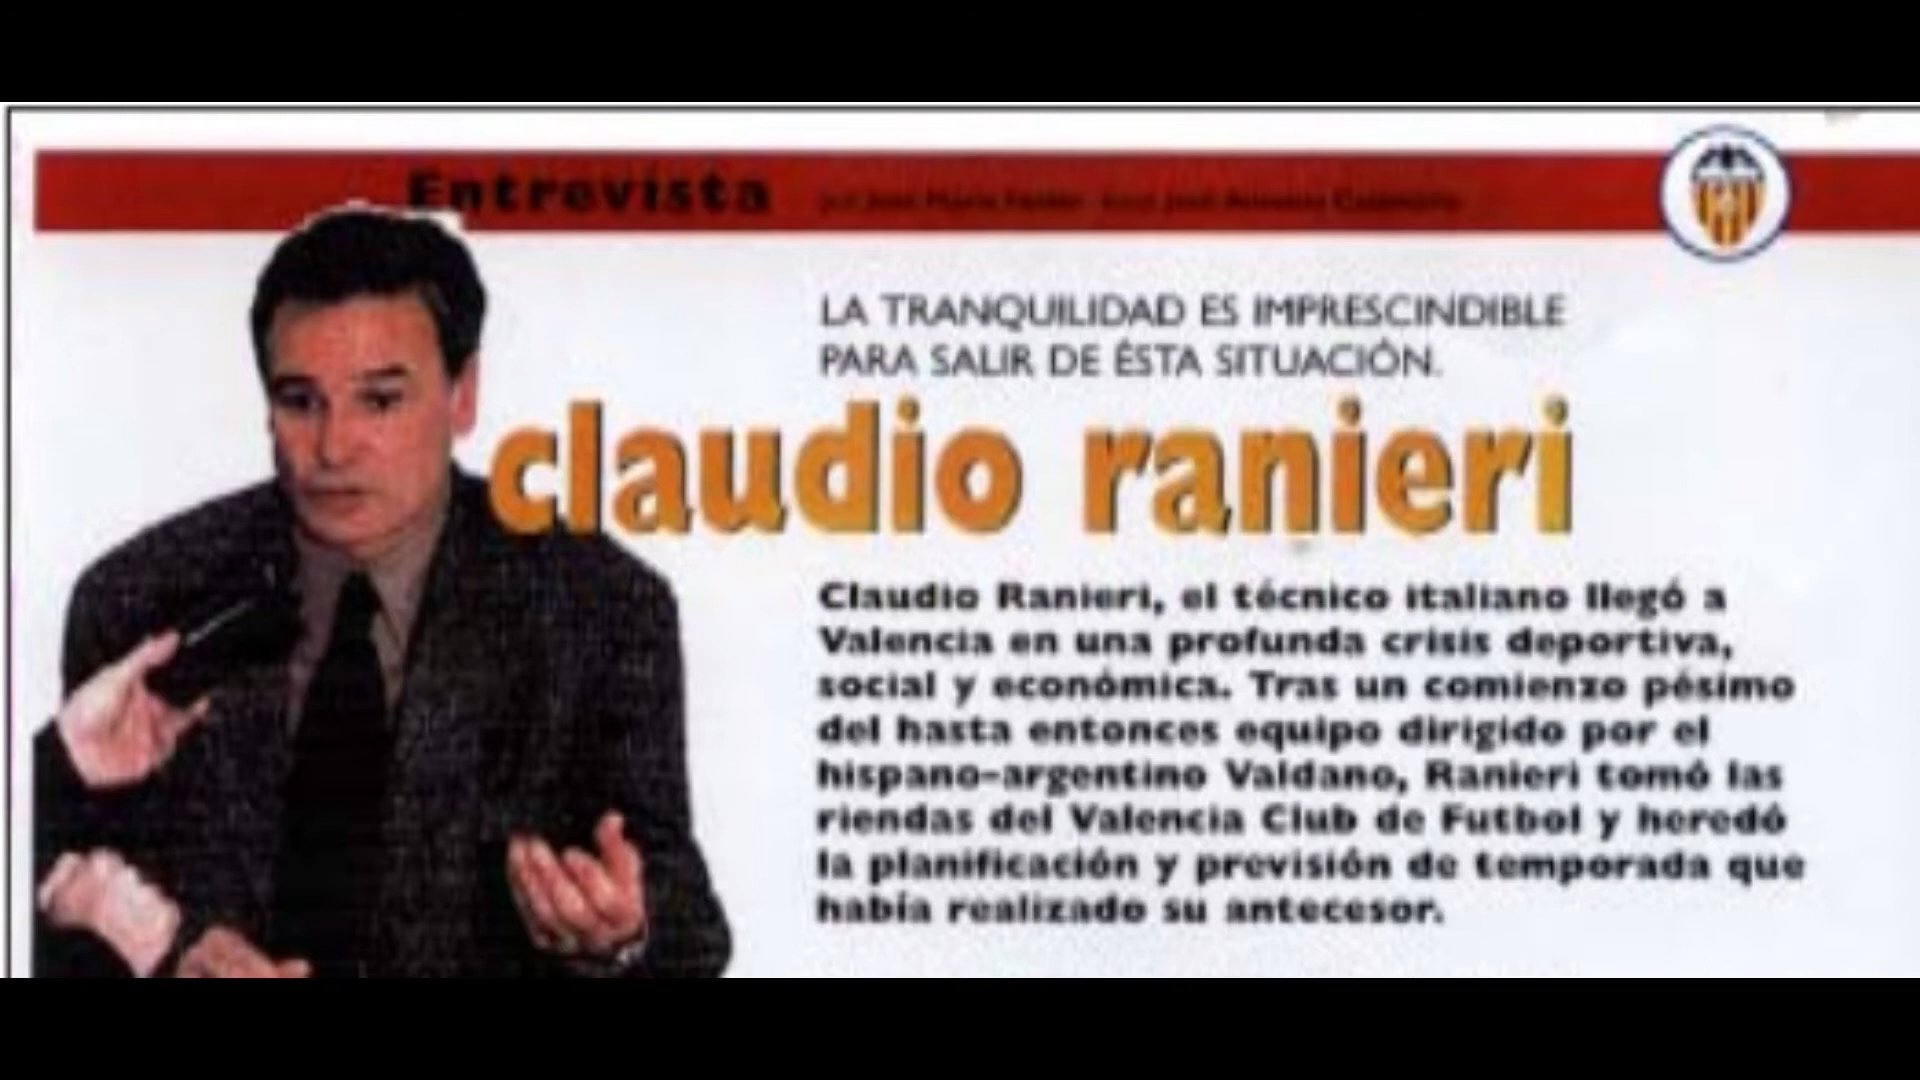 Entrevista
LA TRANQUILIDAD ES IMPRESCINDIBLE
PARA SALIR DE ÉSTA SITUACIÓN.
claudio ranieri
Claudio Ranieri, el técnico italiano llegó a
Valencia en una profunda crisis deportiva,
social y económica. Tras un comienzo pésimo
del hasta entonces equipo dirigido por el
hispano-argentino Valdano, Ranieri tomó las
riendas del Valencia Club de Futbol y heredó
la planificación y previsión de temporada que
había realizado su antecesor.